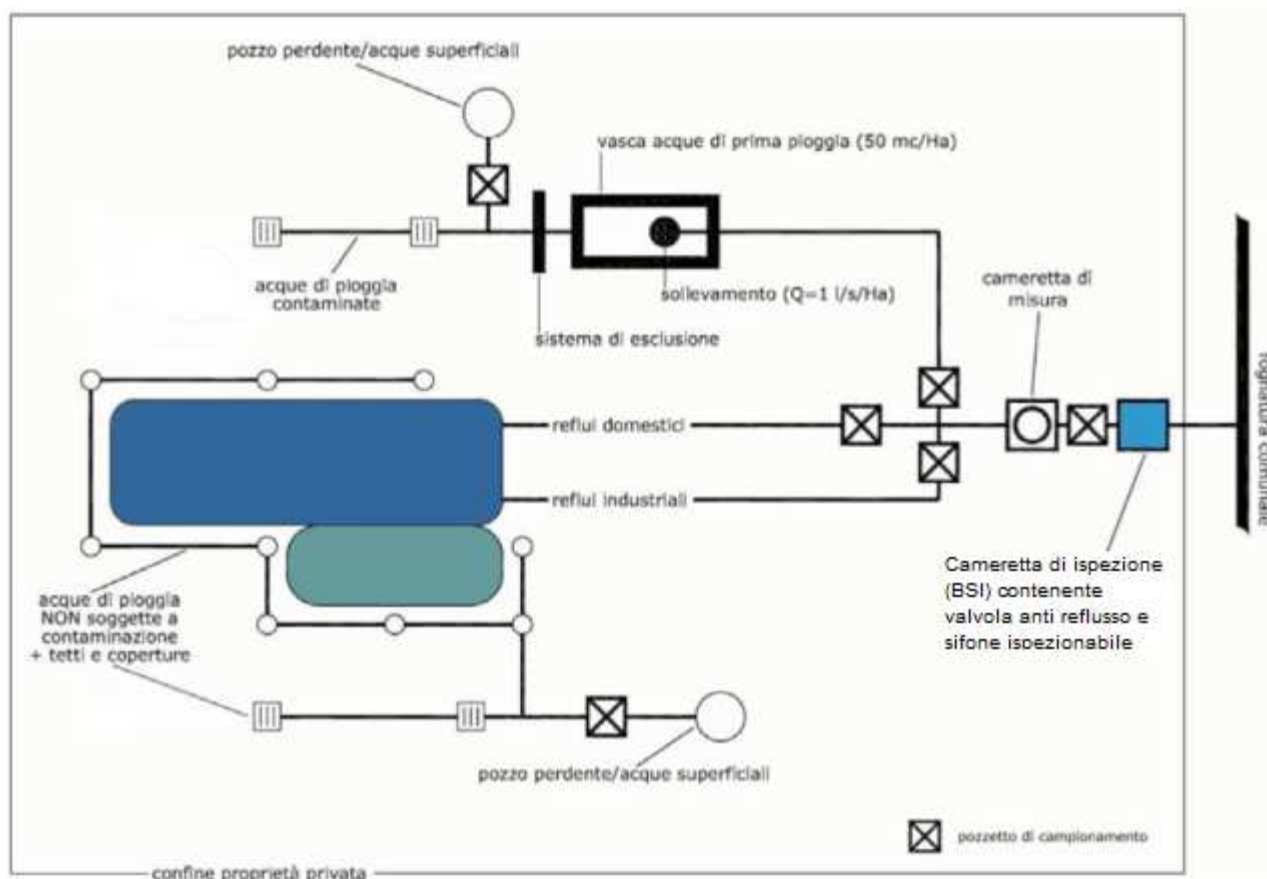 pozzo perdente/acque superficiali
vasca acque di prima pioggia (50 mc/Ha)
acque di pioggia
contaminate
sollevamento (Q=1 l/s/Ha)
sistema di esclusione
cameretta di
misura
fognatura comunale
reflui domestici
reflui industriali
Cameretta di ispezione
(BSI) contenente
valvola anti reflusso e
sifone ispezionabile
acque di pioggia
NON soggette a
contaminazione
+ tetti e coperture
pozzo perdente/acque superficiali
pozzetto di campionamento
confine proprietà privata